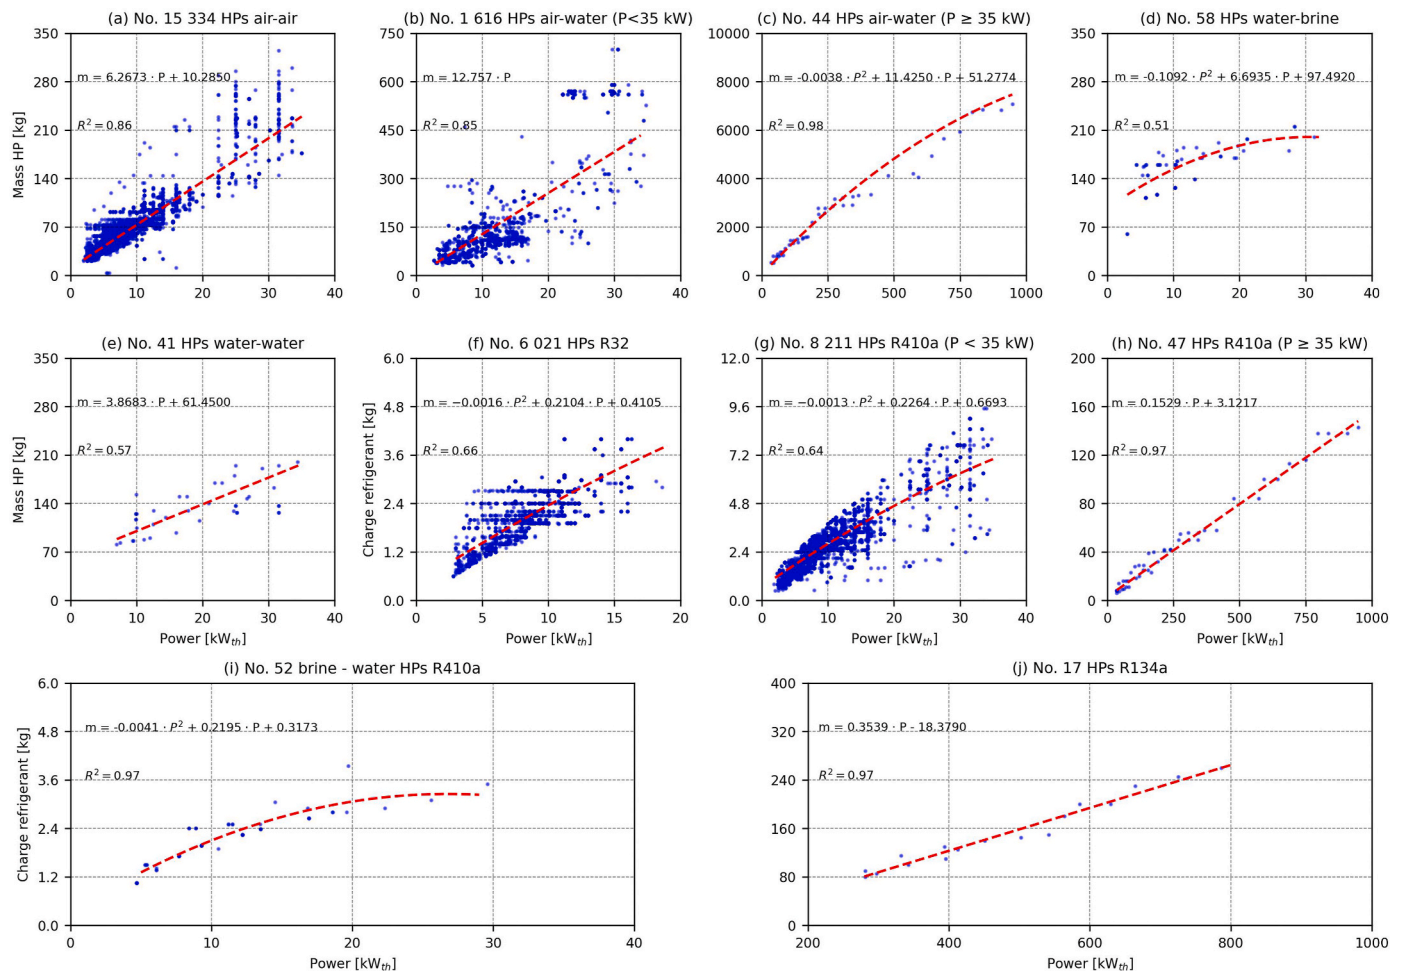 (a) No. 15 334 HPs air-air
(b) No. 1 616 HPs air-water (P<35 kW)
(c) No. 44 HPs air-water (P ≥ 35 kW)
(d) No. 58 HPs water-brine
350
280
210
140
70
0
Mass HP [kg]
m = 6.2673 · P + 10.2850
R² = 0.86
0 10 20 30 40
750
600
450
300
150
0
m = 12.757 · P
R² = 0.85
0 10 20 30 40
10000
8000
6000
4000
2000
0
m = -0.0038 · P² + 11.4250 · P + 51.2774
R² = 0.98
0 250 500 750 1000
350
280
210
140
70
0
m = -0.1092 · P² + 6.6935 · P + 97.4920
R² = 0.51
0 10 20 30 40
(e) No. 41 HPs water-water
(f) No. 6 021 HPs R32
(g) No. 8 211 HPs R410a (P < 35 kW)
(h) No. 47 HPs R410a (P ≥ 35 kW)
350
280
210
140
70
0
Mass HP [kg]
m = 3.8683 · P + 61.4500
R² = 0.57
0 10 20 30 40
Power [kWth]
6.0
4.8
3.6
2.4
1.2
0.0
Charge refrigerant [kg]
m = −0.0016 · P² + 0.2104 · P + 0.4105
R² = 0.66
0 5 10 15 20
Power [kWth]
12.0
9.6
7.2
4.8
2.4
0.0
m = −0.0013 · P² + 0.2264 · P + 0.6693
R² = 0.64
0 10 20 30 40
Power [kWth]
200
160
120
80
40
0
m = 0.1529 · P + 3.1217
R² = 0.97
0 250 500 750 1000
Power [kWth]
(i) No. 52 brine - water HPs R410a
(j) No. 17 HPs R134a
6.0
4.8
3.6
2.4
1.2
0.0
Charge refrigerant [kg]
m = -0.0041 · P² + 0.2195 · P + 0.3173
R² = 0.97
0 10 20 30 40
Power [kWth]
400
320
240
160
80
0
m = 0.3539 · P - 18.3790
R² = 0.97
200 400 600 800 1000
Power [kWth]